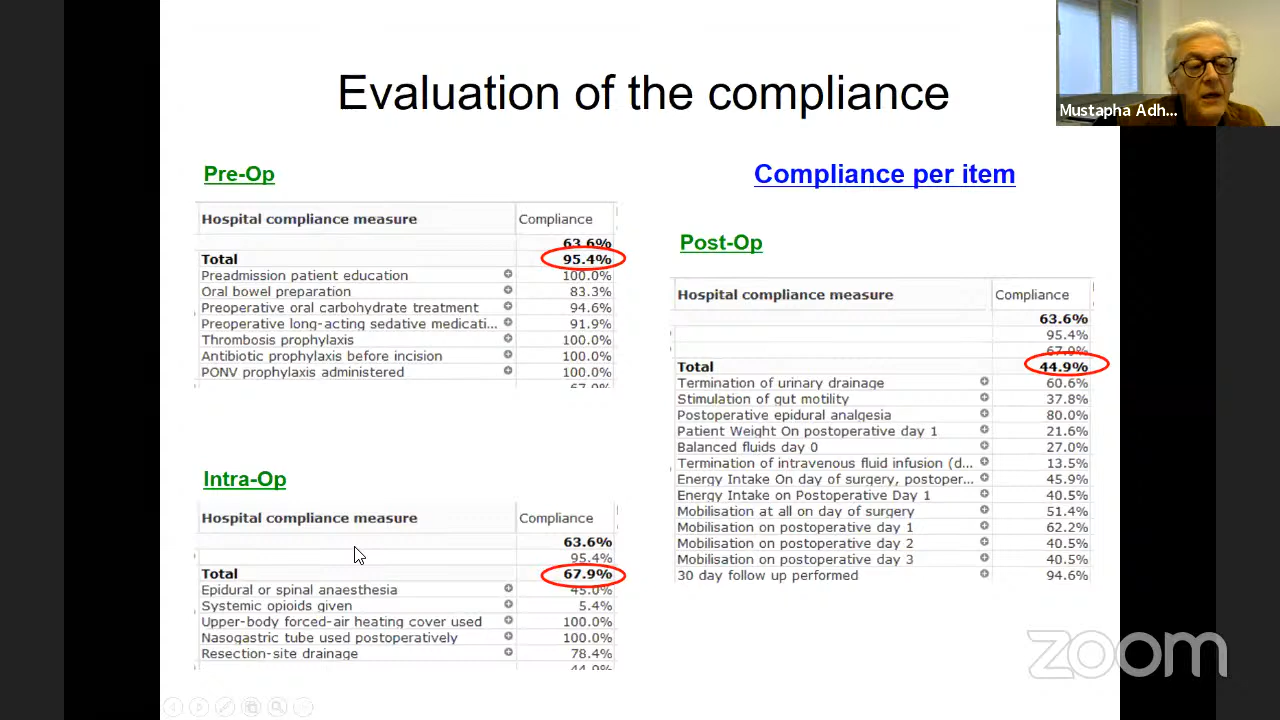 Evaluation of the compliance
Mustapha Adh...
Pre-Op
Hospital compliance measure Compliance
63.6%
Total 95.4%
Preadmission patient education 100.0%
Oral bowel preparation 83.3%
Preoperative oral carbohydrate treatment 94.6%
Preoperative long-acting sedative medicati... 91.9%
Thrombosis prophylaxis 100.0%
Antibiotic prophylaxis before incision 100.0%
PONV prophylaxis administered 100.0%
67.9%
Intra-Op
Hospital compliance measure Compliance
63.6%
95.4%
Total 67.9%
Epidural or spinal anaesthesia 45.0%
Systemic opioids given 5.4%
Upper-body forced-air heating cover used 100.0%
Nasogastric tube used postoperatively 100.0%
Resection-site drainage 78.4%
44.9%
Compliance per item
Post-Op
Hospital compliance measure Compliance
63.6%
95.4%
67.9%
Total 44.9%
Termination of urinary drainage 60.6%
Stimulation of gut motility 37.8%
Postoperative epidural analgesia 80.0%
Patient Weight On postoperative day 1 21.6%
Balanced fluids day 0 27.0%
Termination of intravenous fluid infusion (d... 13.5%
Energy Intake On day of surgery, postoper... 45.9%
Energy Intake on Postoperative Day 1 40.5%
Mobilisation at all on day of surgery 51.4%
Mobilisation on postoperative day 1 62.2%
Mobilisation on postoperative day 2 40.5%
Mobilisation on postoperative day 3 40.5%
30 day follow up performed 94.6%
zoom